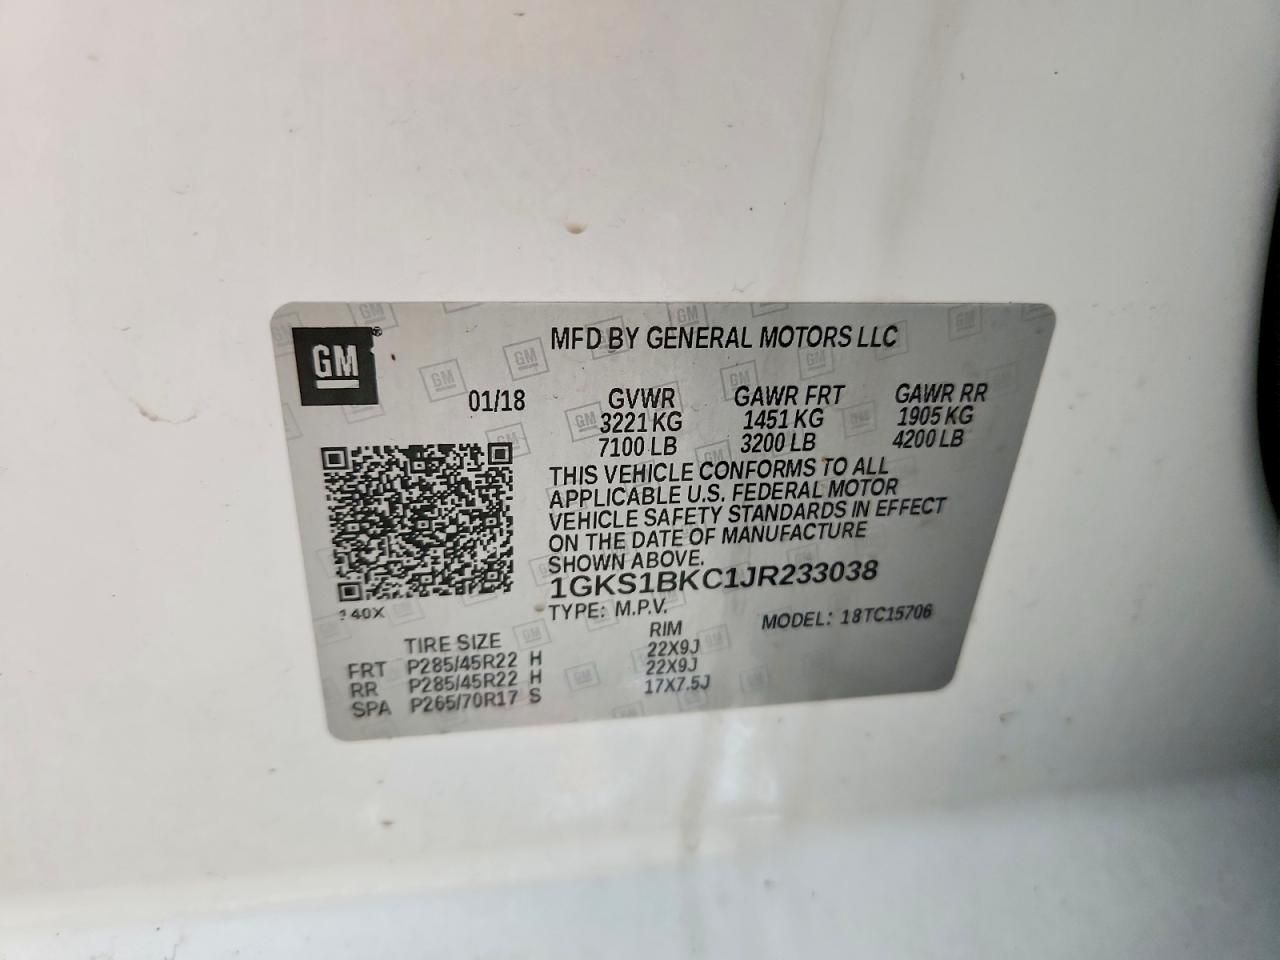 GM
MFD BY GENERAL MOTORS LLC
01/18 GVWR GAWR FRT GAWR RR
3221 KG 1451 KG 1905 KG
7100 LB 3200 LB 4200 LB
THIS VEHICLE CONFORMS TO ALL
APPLICABLE U.S. FEDERAL MOTOR
VEHICLE SAFETY STANDARDS IN EFFECT
ON THE DATE OF MANUFACTURE
SHOWN ABOVE.
1GKS1BKC1JR233038
TYPE: M.P.V. MODEL: 18TC15706
TIRE SIZE RIM
FRT P285/45R22 H 22X9J
RR P285/45R22 H 22X9J
SPA P265/70R17 S 17X7.5J